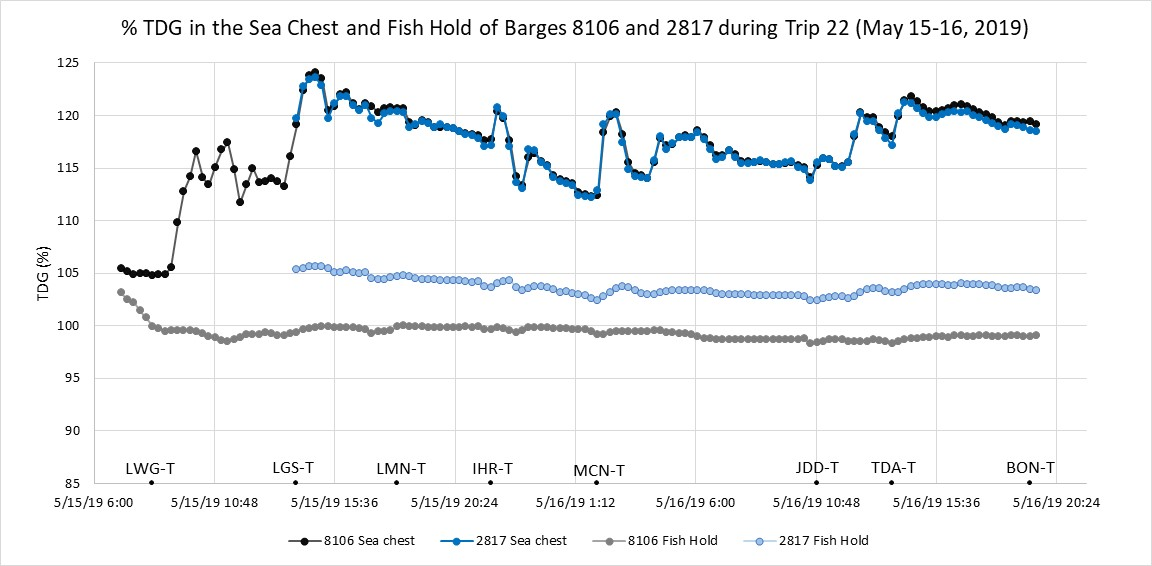 % TDG in the Sea Chest and Fish Hold of Barges 8106 and 2817 during Trip 22 (May 15-16, 2019)
125
120
115
110
105
100
95
90
85
TDG (%)
LWG-T LGS-T LMN-T IHR-T MCN-T JDD-T TDA-T BON-T
5/15/19 6:00 5/15/19 10:48 5/15/19 15:36 5/15/19 20:24 5/16/19 1:12 5/16/19 6:00 5/16/19 10:48 5/16/19 15:36 5/16/19 20:24
8106 Sea chest 2817 Sea chest 8106 Fish Hold 2817 Fish Hold